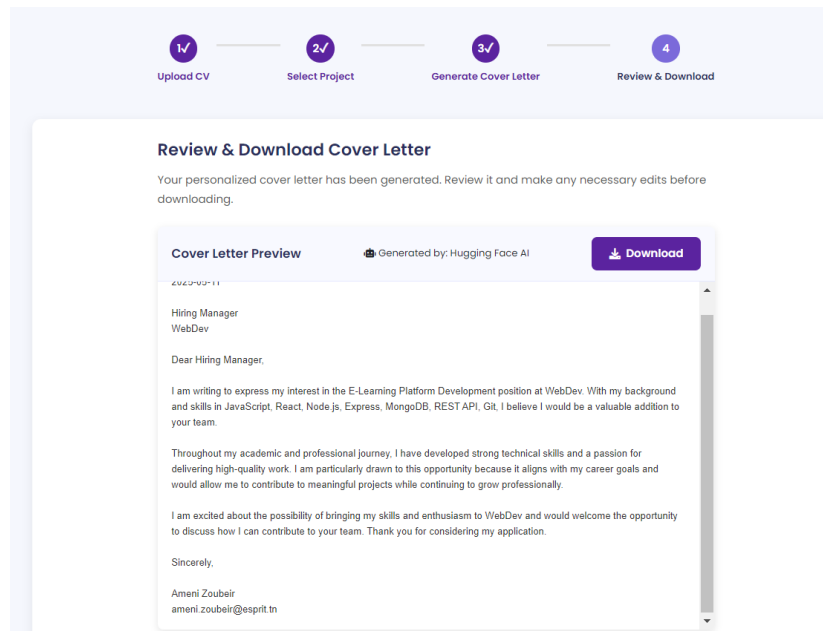 1✓ 2✓ 3✓ 4
Upload CV Select Project Generate Cover Letter Review & Download
Review & Download Cover Letter
Your personalized cover letter has been generated. Review it and make any necessary edits before
downloading.
Cover Letter Preview Generated by: Hugging Face AI Download
2025-05-11
Hiring Manager
WebDev
Dear Hiring Manager,
I am writing to express my interest in the E-Learning Platform Development position at WebDev. With my background
and skills in JavaScript, React, Node.js, Express, MongoDB, REST API, Git, I believe I would be a valuable addition to
your team.
Throughout my academic and professional journey, I have developed strong technical skills and a passion for
delivering high-quality work. I am particularly drawn to this opportunity because it aligns with my career goals and
would allow me to contribute to meaningful projects while continuing to grow professionally.
I am excited about the possibility of bringing my skills and enthusiasm to WebDev and would welcome the opportunity
to discuss how I can contribute to your team. Thank you for considering my application.
Sincerely,
Ameni Zoubeir
ameni.zoubeir@esprit.tn